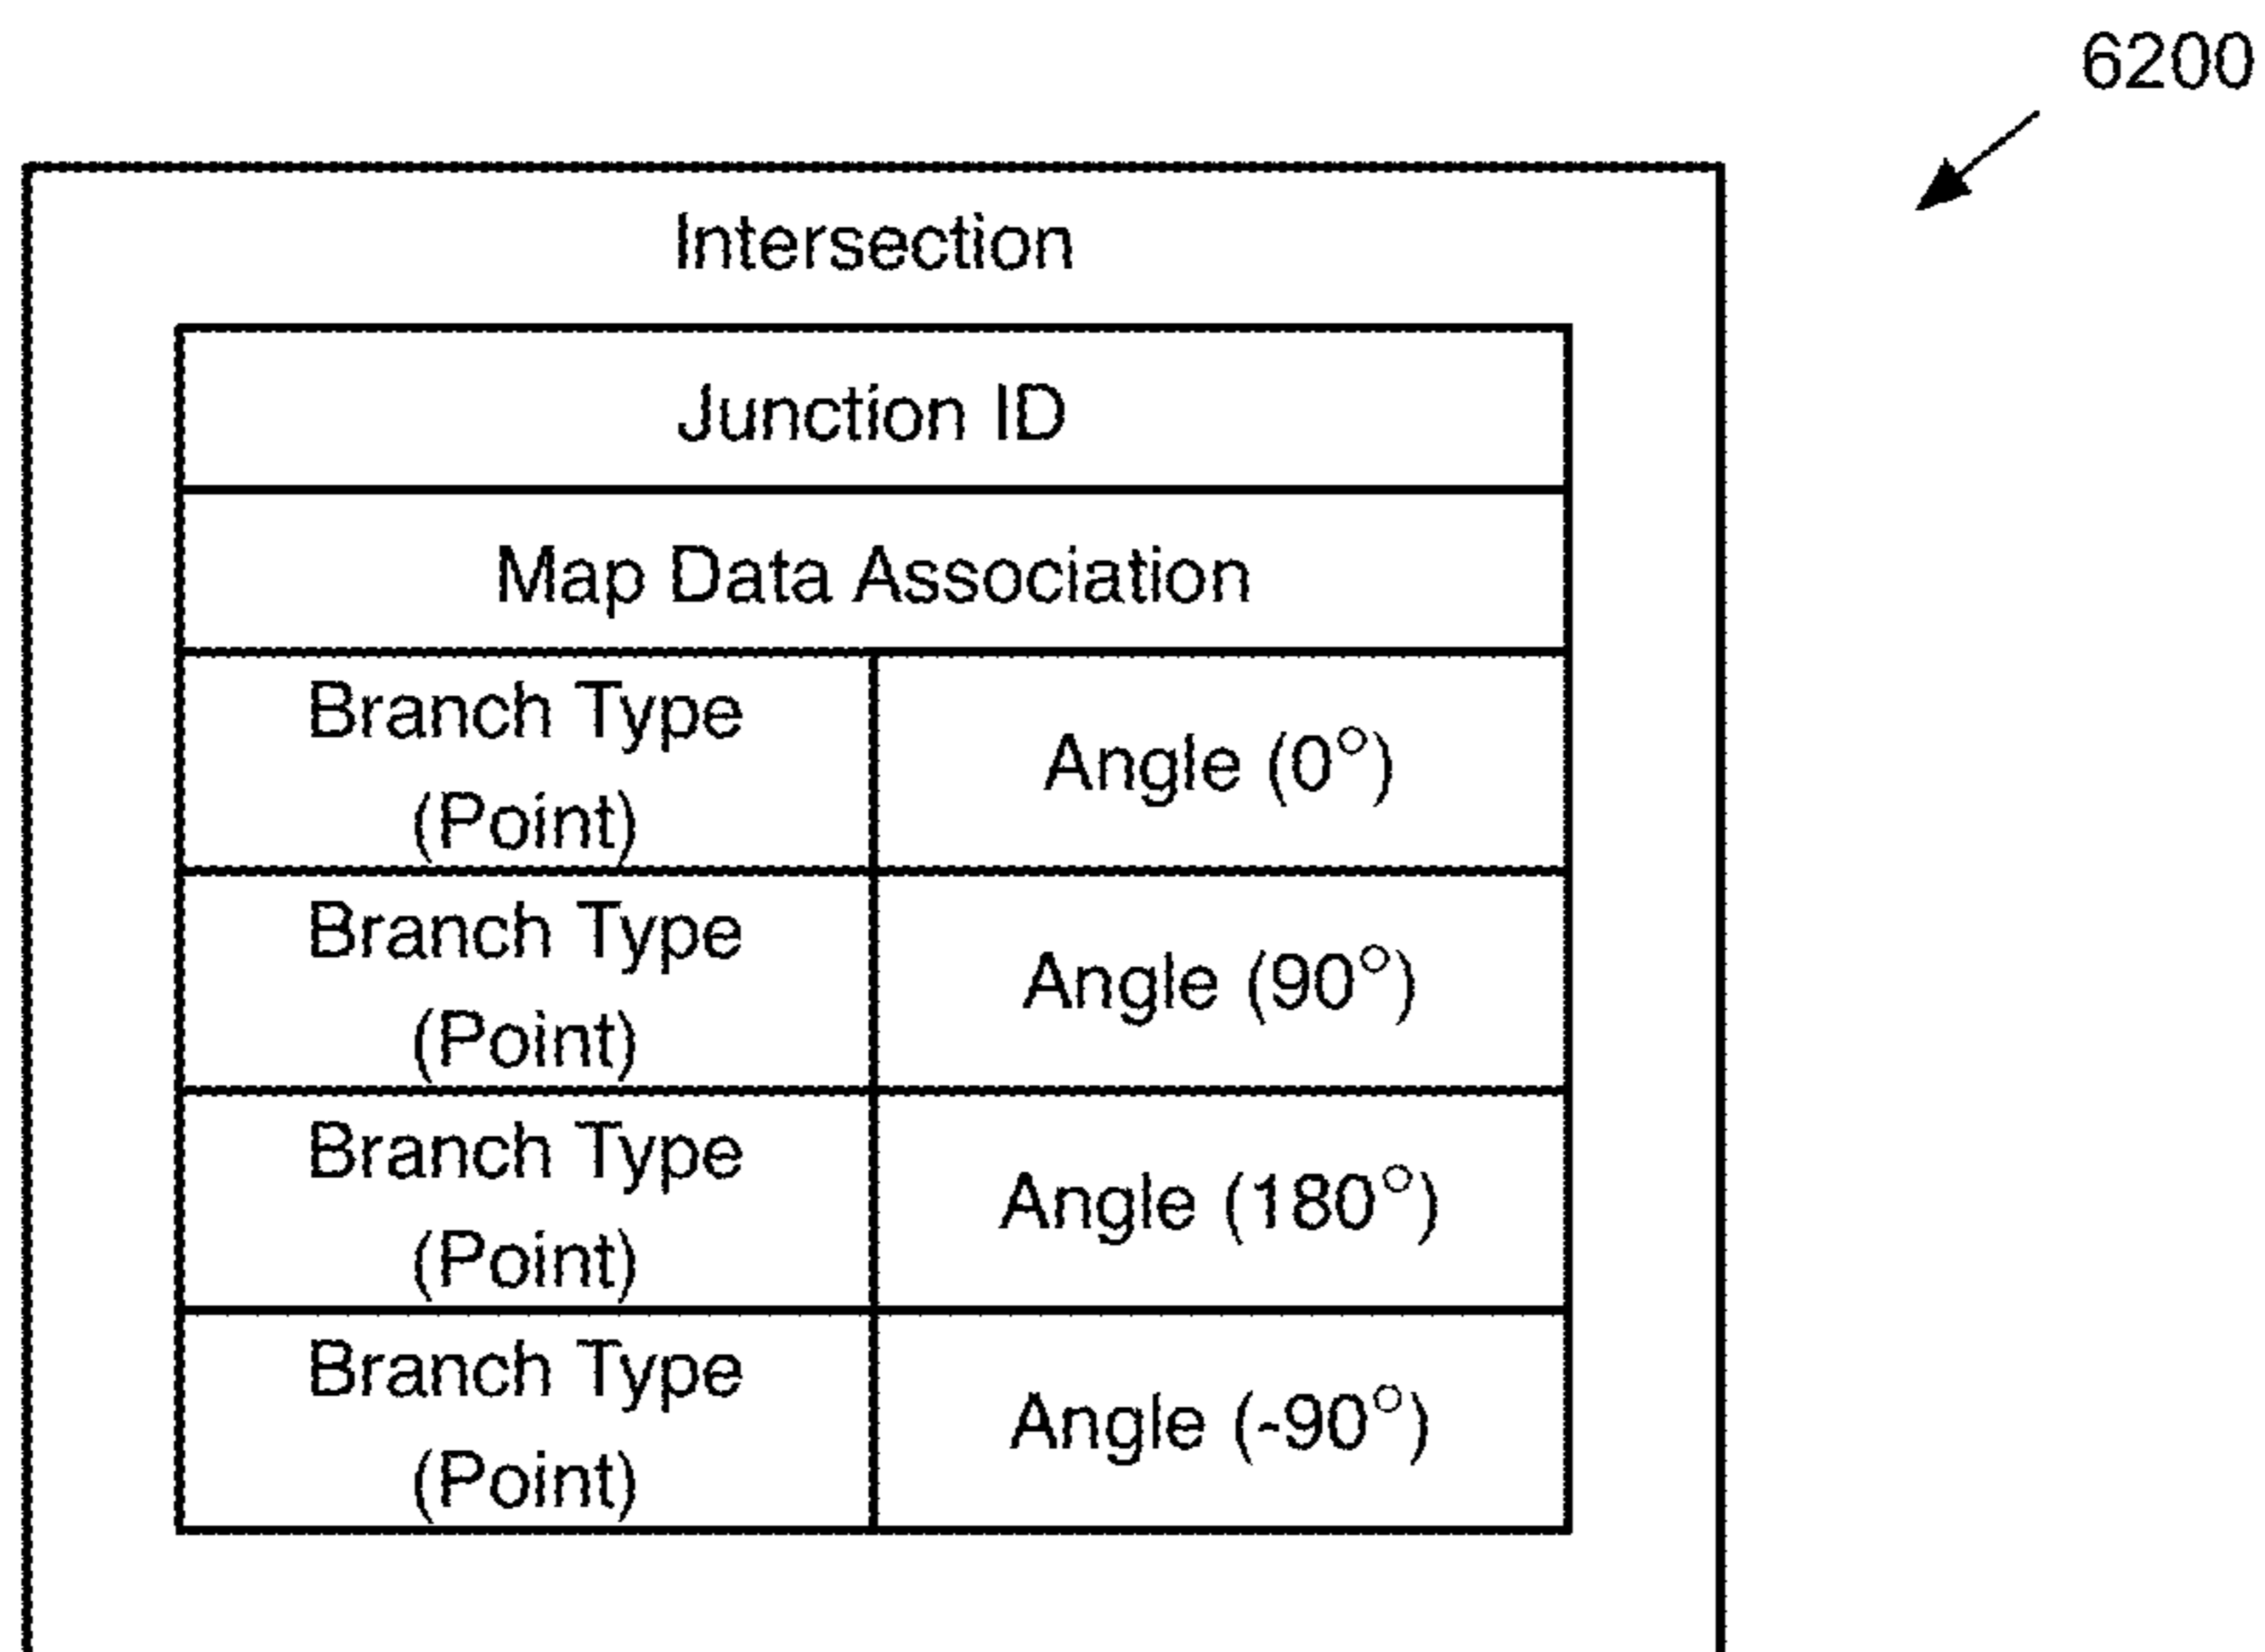 6200
Intersection
Junction ID
Map Data Association
Branch Type
(Point)
Angle (0°)
Branch Type
(Point)
Angle (90°)
Branch Type
(Point)
Angle (180°)
Branch Type
(Point)
Angle (-90°)